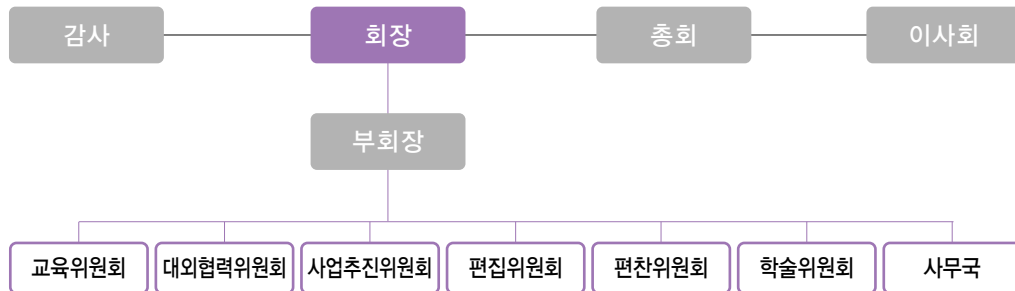 감사
회장
총회
이사회
부회장
교육위원회
대외협력위원회
사업추진위원회
편집위원회
편찬위원회
학술위원회
사무국